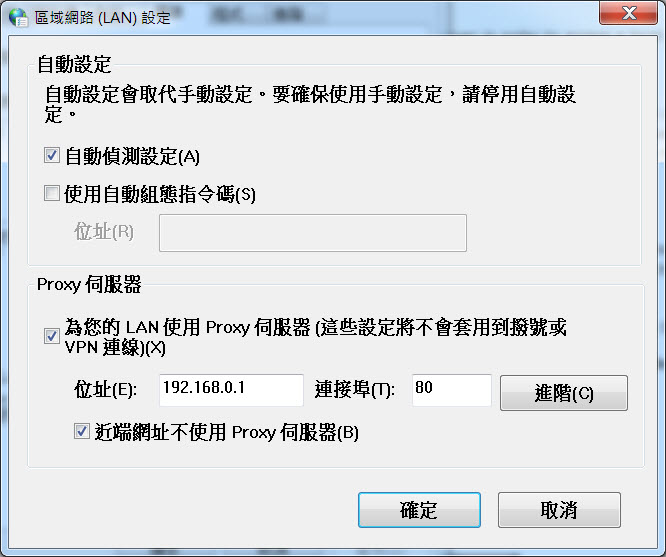 區域網路 (LAN) 設定
自動設定
自動設定會取代手動設定。要確保使用手動設定，請停用自動設
定。
自動偵測設定(A)
使用自動組態指令碼(S)
位址(R)
Proxy 伺服器
為您的 LAN 使用 Proxy 伺服器 (這些設定將不會套用到撥號或
VPN 連線)(X)
位址(E): 192.168.0.1 連接埠(T): 80 進階(C)
近端網址不使用 Proxy 伺服器(B)
確定 取消